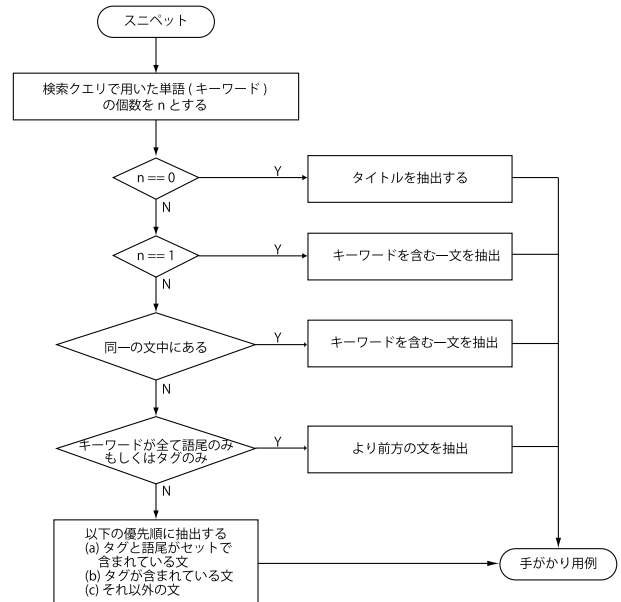 スニペット
検索クエリで用いた単語 ( キーワード )
の個数を n とする
n == 0
Y
タイトルを抽出する
N
n == 1
Y
キーワードを含む一文を抽出
N
同一の文中にある
Y
キーワードを含む一文を抽出
N
キーワードが全て語尾のみ
もしくはタグのみ
Y
より前方の文を抽出
N
以下の優先順に抽出する
(a) タグと語尾がセットで
含まれている文
(b) タグが含まれている文
(c) それ以外の文
手がかり用例